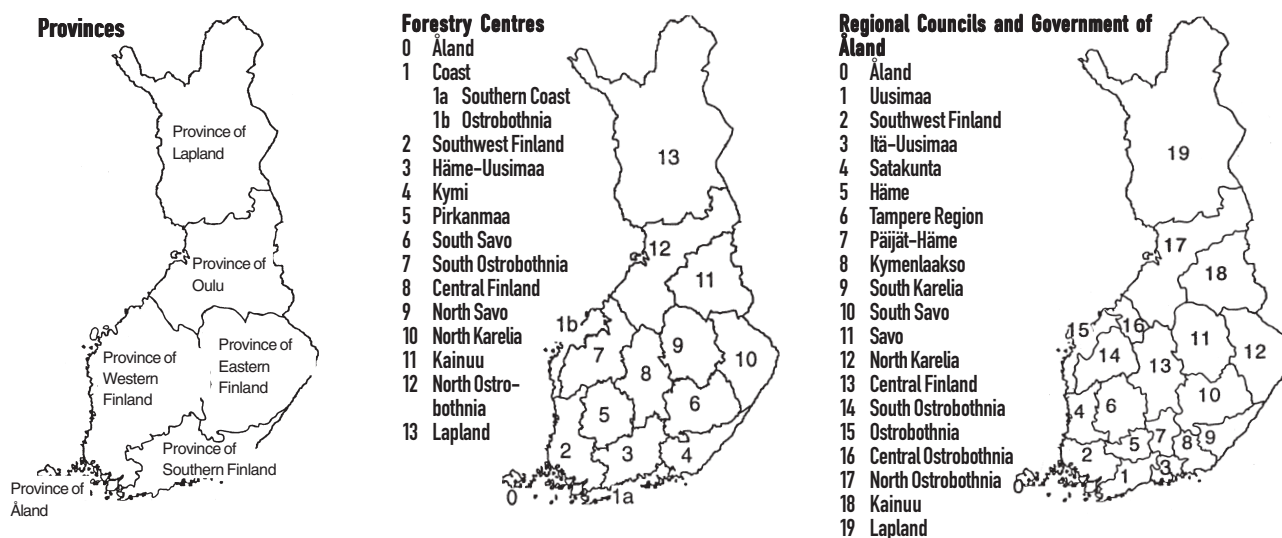 Provinces
Province of
Lapland
Province of
Oulu
Province of
Western
Finland
Province of
Eastern
Finland
Province of
Southern Finland
Province of
Åland
Forestry Centres
0 Åland
1 Coast
1a Southern Coast
1b Ostrobothnia
2 Southwest Finland
3 Häme-Uusimaa
4 Kymi
5 Pirkanmaa
6 South Savo
7 South Ostrobothnia
8 Central Finland
9 North Savo
10 North Karelia
11 Kainuu
12 North Ostro-
bothnia
13 Lapland
13
12
11
1b
7
9
10
8
6
5
2
3
4
0
1a
Regional Councils and Government of
Åland
0 Åland
1 Uusimaa
2 Southwest Finland
3 Itä-Uusimaa
4 Satakunta
5 Häme
6 Tampere Region
7 Päijät-Häme
8 Kymenlaakso
9 South Karelia
10 South Savo
11 Savo
12 North Karelia
13 Central Finland
14 South Ostrobothnia
15 Ostrobothnia
16 Central Ostrobothnia
17 North Ostrobothnia
18 Kainuu
19 Lapland
19
17
18
15
16
14
11
12
13
10
4
6
7
5
8
9
2
3
1
0